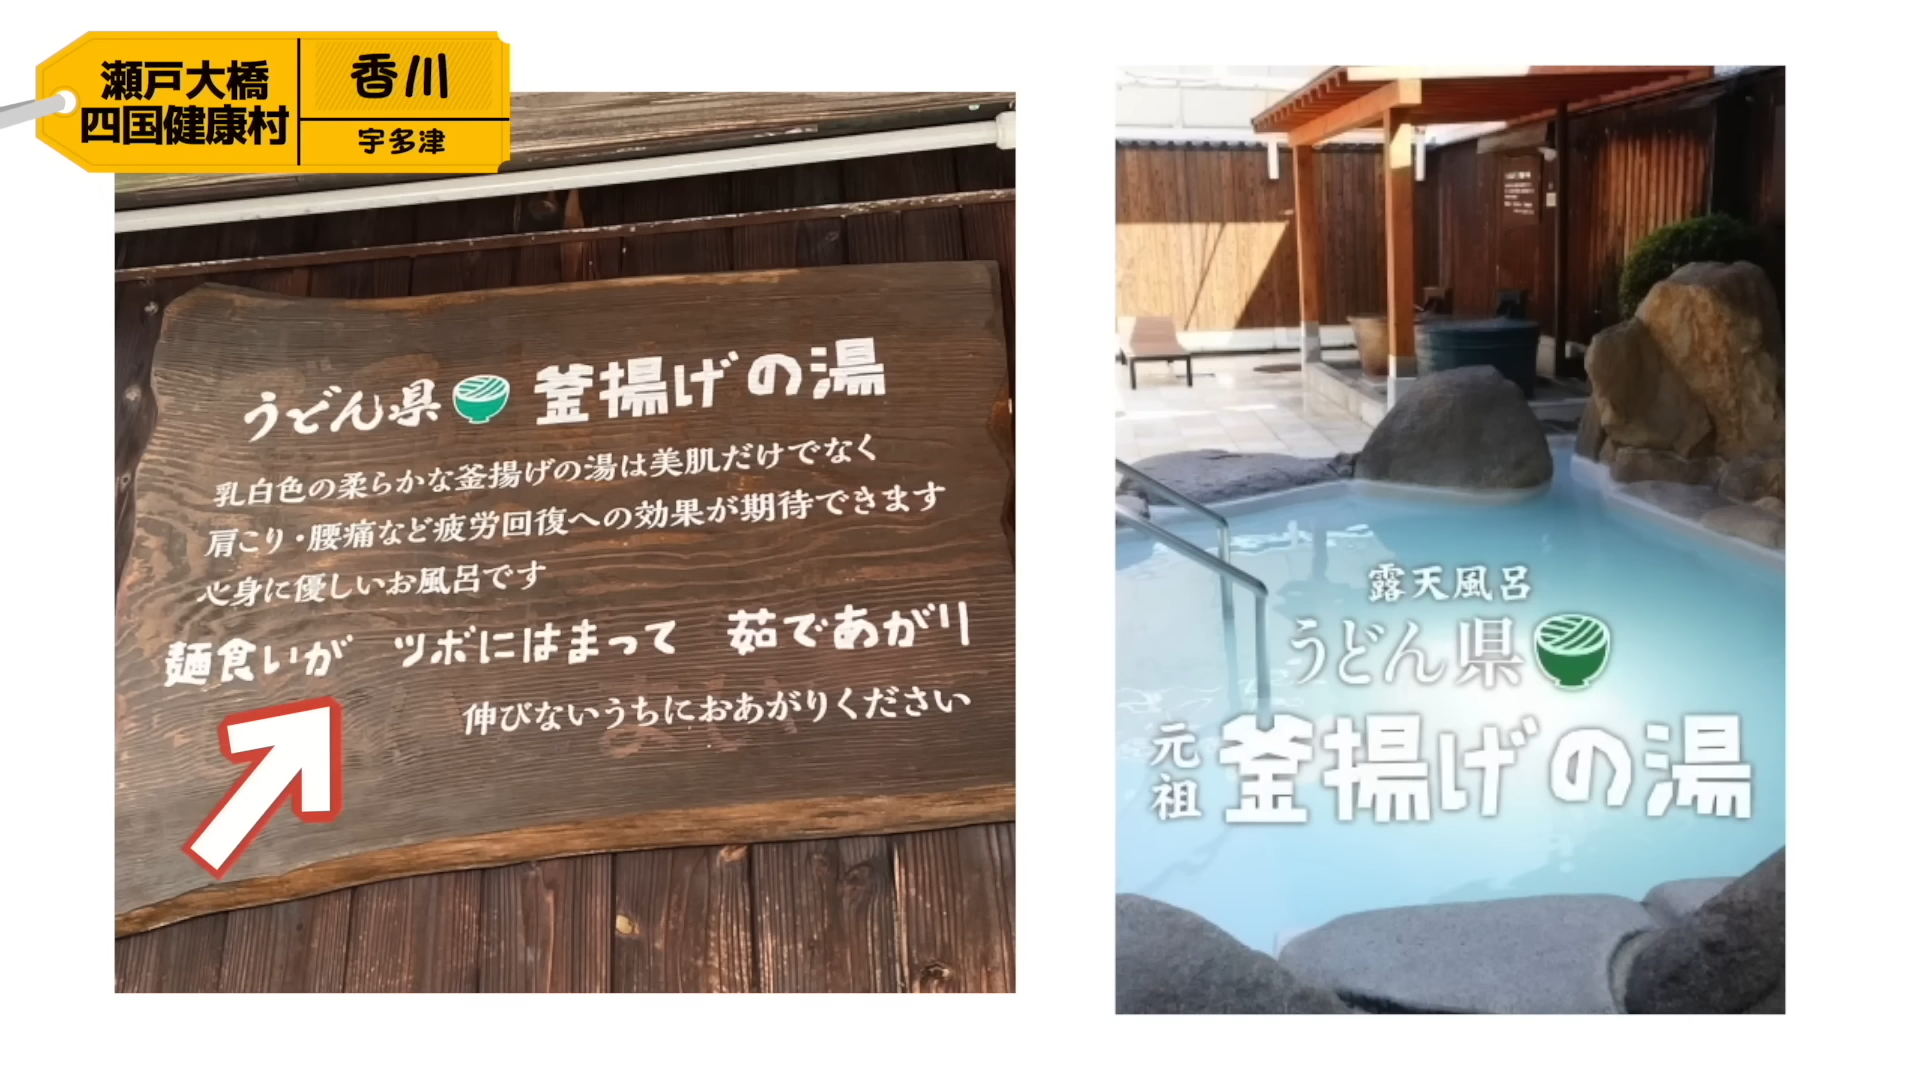 瀬戸大橋
四国健康村
香川
宇多津
うどん県 釜揚げの湯
乳白色の柔らかな釜揚げの湯は美肌だけでなく
肩こり・腰痛など疲労回復への効果が期待できます
心身に優しいお風呂です
麺食いが ツボにはまって 茹であがり
伸びないうちにおあがりください
露天風呂
うどん県
元祖 釜揚げの湯